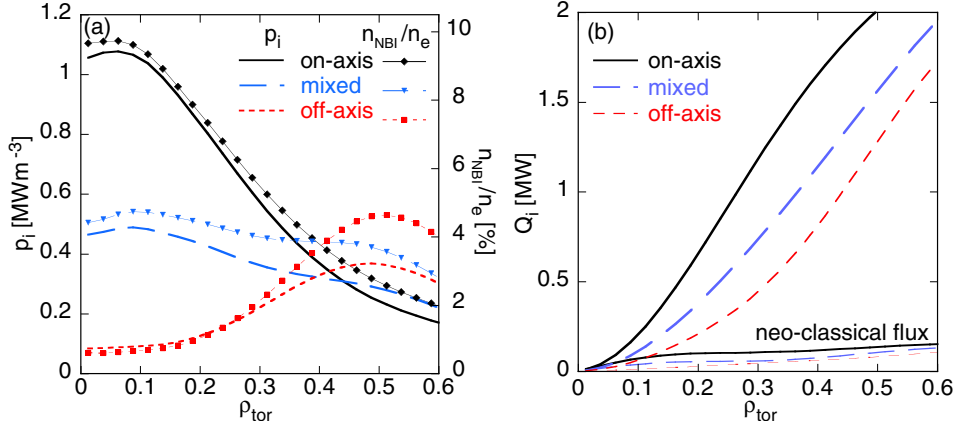 (a)
p_i n_NBI/n_e
on-axis
mixed
off-axis
p_i [MWm^-3]
n_NBI/n_e [%]
0 0.2 0.4 0.6 0.8 1 1.2
0 2 4 6 8 10
0 0.1 0.2 0.3 0.4 0.5 0.6
ρ_tor
(b)
on-axis
mixed
off-axis
Q_i [MW]
neo-classical flux
0 0.5 1 1.5 2
0 0.1 0.2 0.3 0.4 0.5 0.6
ρ_tor